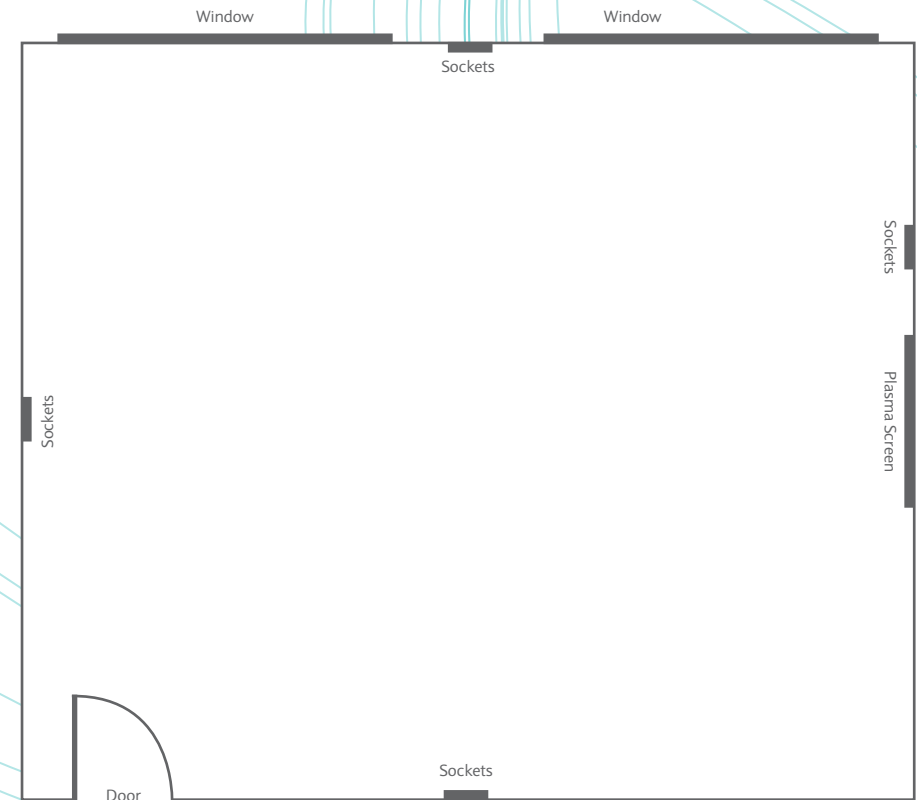 Window
Window
Sockets
Sockets
Plasma Screen
Sockets
Sockets
Door